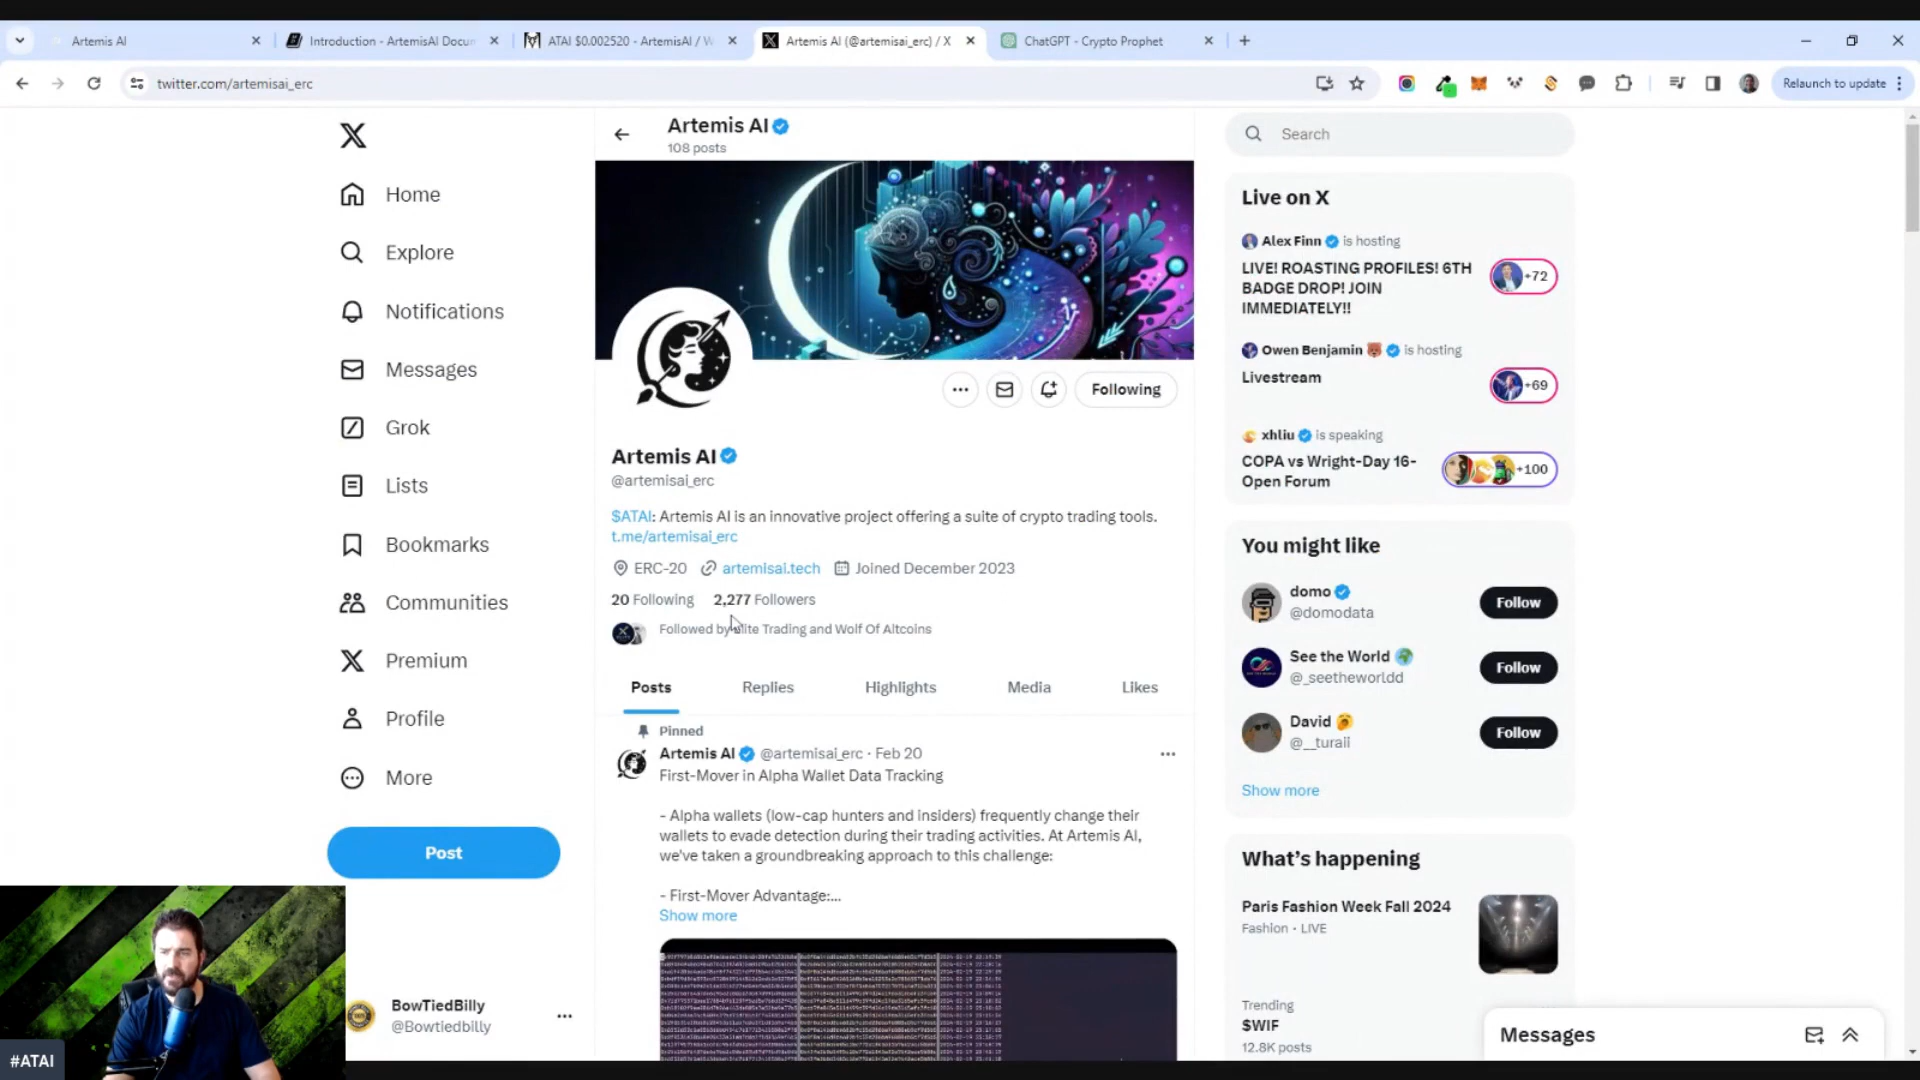 Artemis AI
Introduction - ArtemisAI Docum
ATAI $0.002520 - ArtemisAI / W
Artemis AI (@artemisai_erc) / X
ChatGPT - Crypto Prophet
twitter.com/artemisai_erc
Relaunch to update
Artemis AI
108 posts
Home
Explore
Notifications
Messages
Grok
Lists
Bookmarks
Communities
Premium
Profile
More
Post
BowTiedBilly
@Bowtiedbilly
#ATAI
Following
Artemis AI
@artemisai_erc
$ATAI: Artemis AI is an innovative project offering a suite of crypto trading tools.
t.me/artemisai_erc
ERC-20 artemisai.tech Joined December 2023
20 Following 2,277 Followers
Followed by lite Trading and Wolf Of Altcoins
Posts Replies Highlights Media Likes
Pinned
Artemis AI @artemisai_erc · Feb 20
First-Mover in Alpha Wallet Data Tracking
- Alpha wallets (low-cap hunters and insiders) frequently change their
wallets to evade detection during their trading activities. At Artemis AI,
we've taken a groundbreaking approach to this challenge:
- First-Mover Advantage:...
Show more
Search
Live on X
Alex Finn is hosting
LIVE! ROASTING PROFILES! 6TH
BADGE DROP! JOIN
IMMEDIATELY!!
+72
Owen Benjamin is hosting
Livestream
+69
xhliu is speaking
COPA vs Wright-Day 16-
Open Forum
+100
You might like
domo
@domodata
Follow
See the World
@_seetheworldd
Follow
David
@__turaii
Follow
Show more
What's happening
Paris Fashion Week Fall 2024
Fashion · LIVE
Trending
$WIF
12.8K posts
Messages